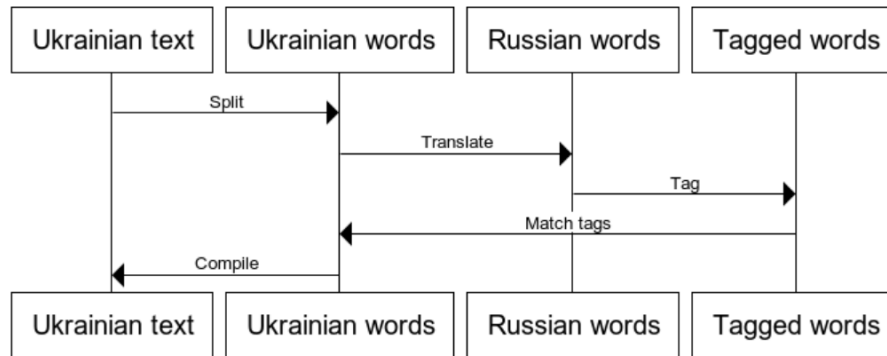 Ukrainian text
Ukrainian words
Russian words
Tagged words
Split
Translate
Tag
Match tags
Compile
Ukrainian text
Ukrainian words
Russian words
Tagged words